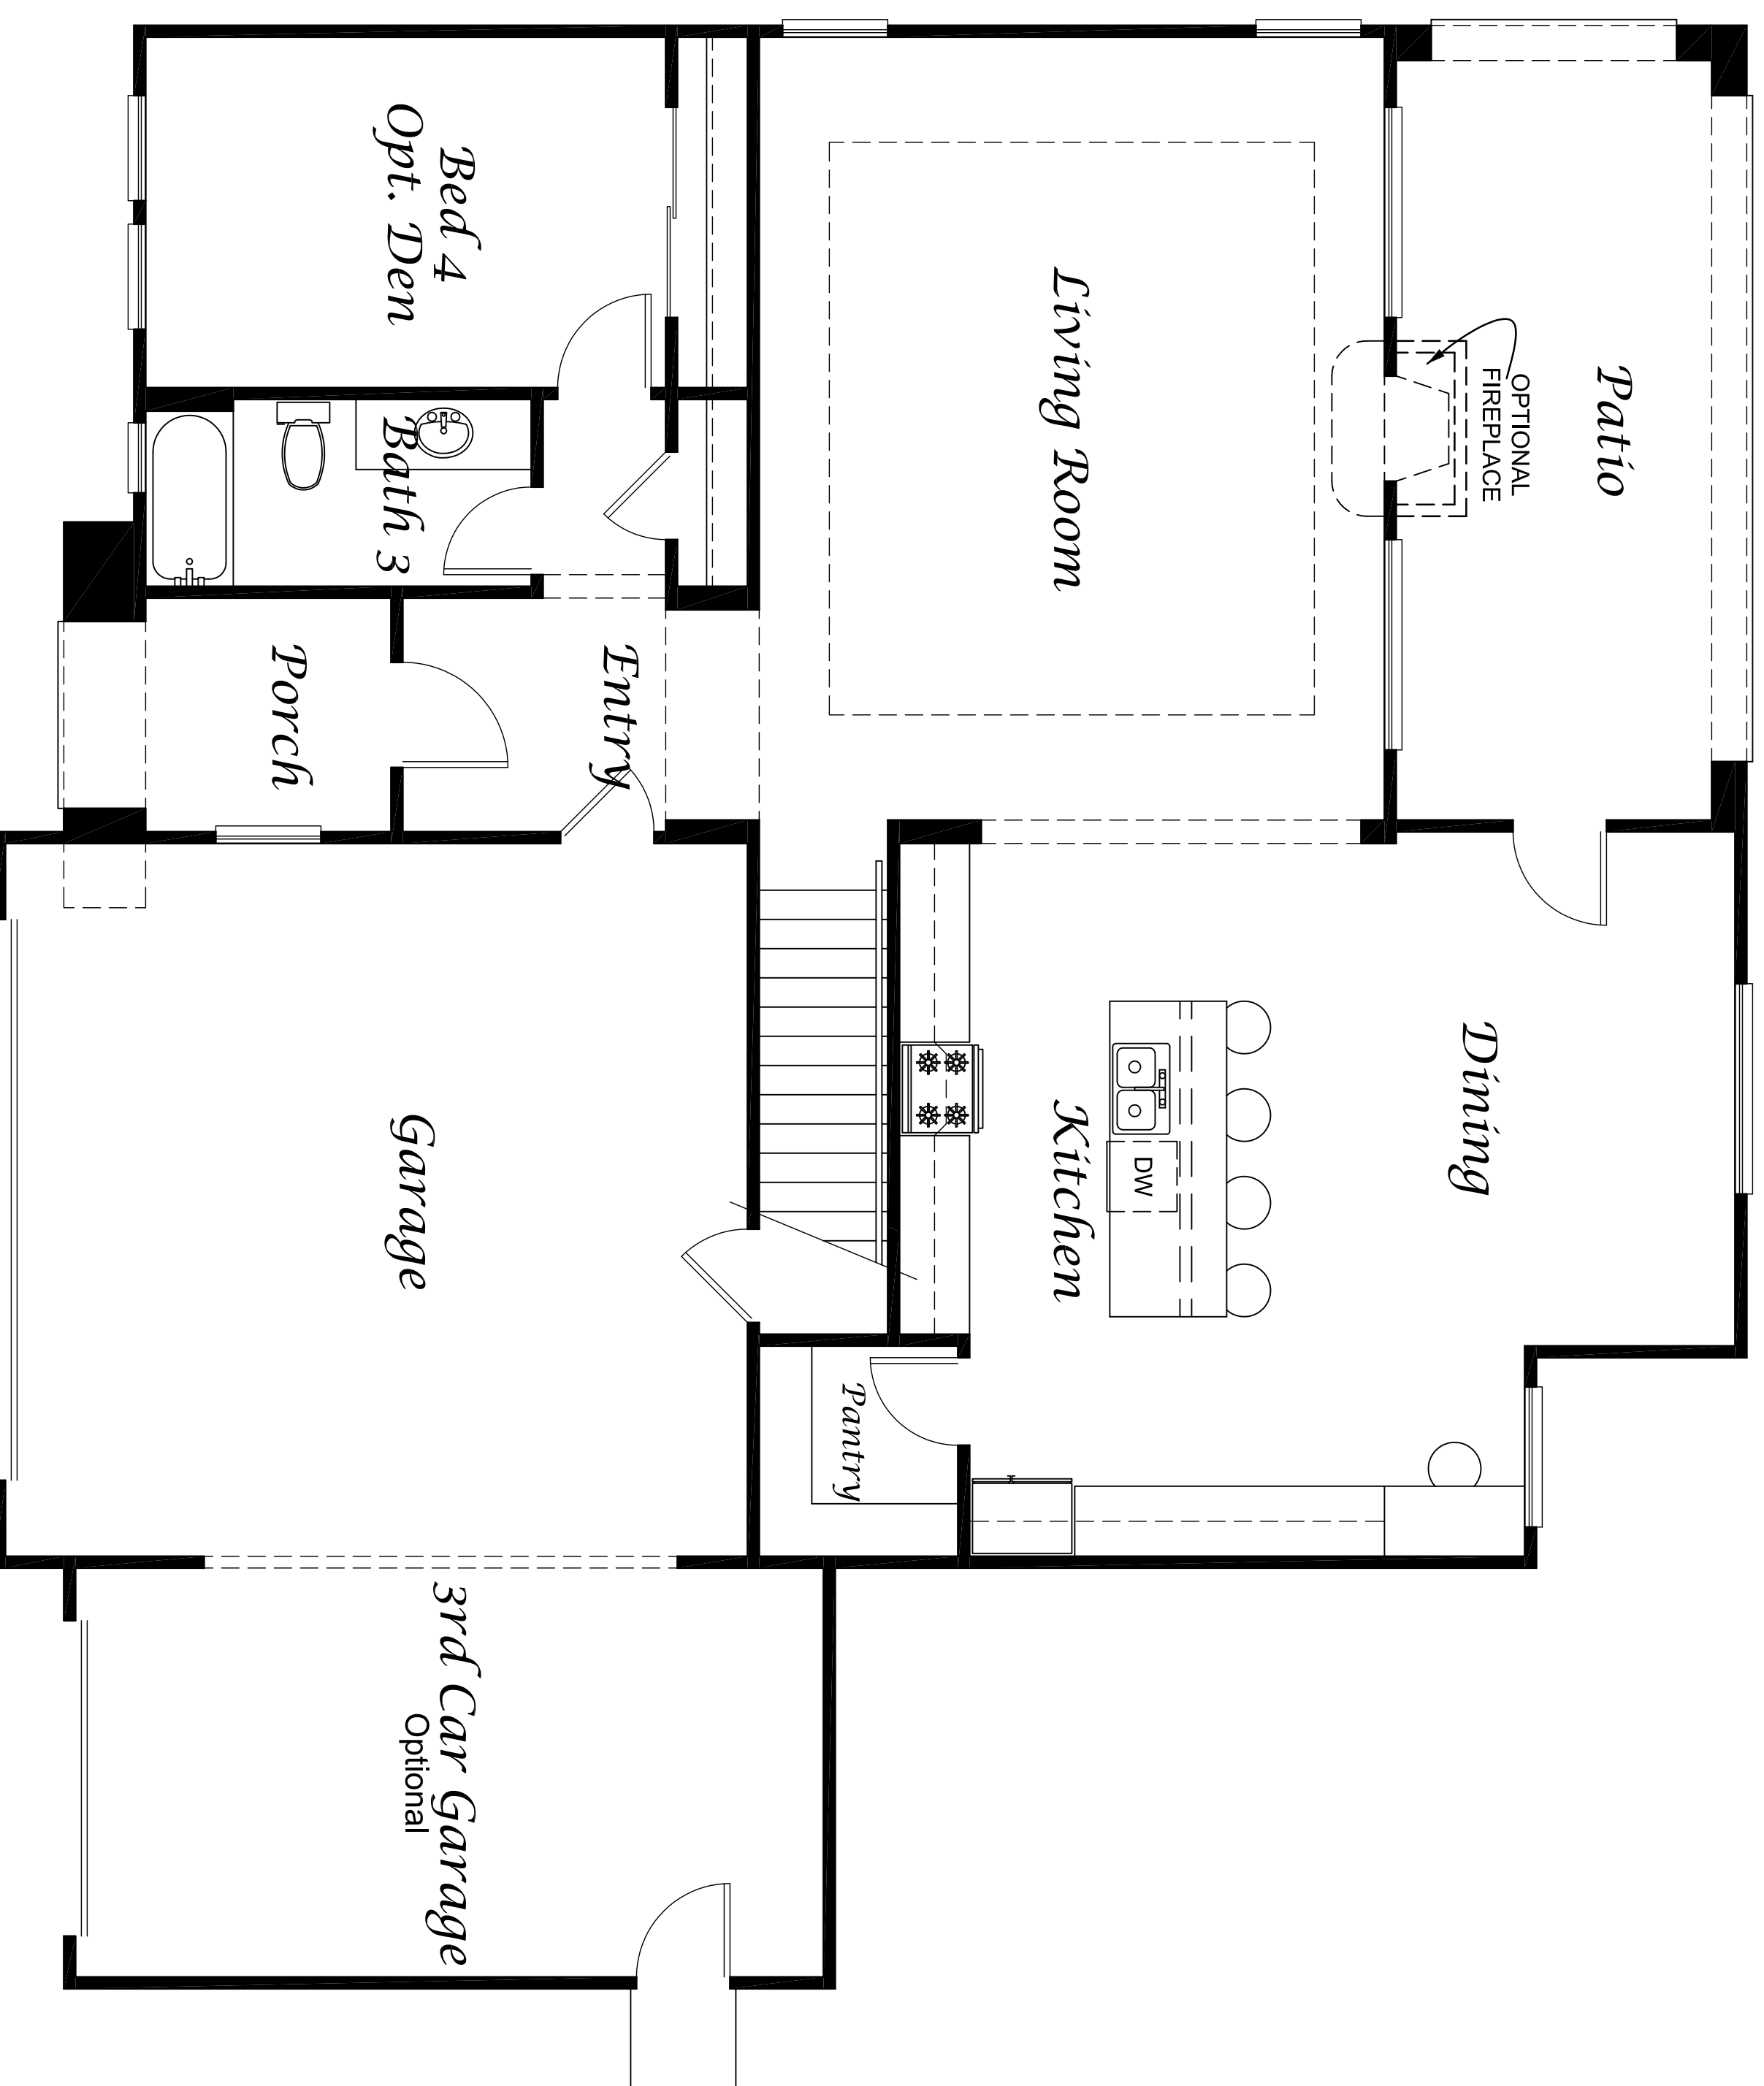 Patio
OPTIONAL
FIREPLACE
Living Room
Dining
Kitchen
DW
Pantry
Entry
Bed 4
Opt. Den
Bath 3
Porch
Garage
3rd Car Garage
Optional